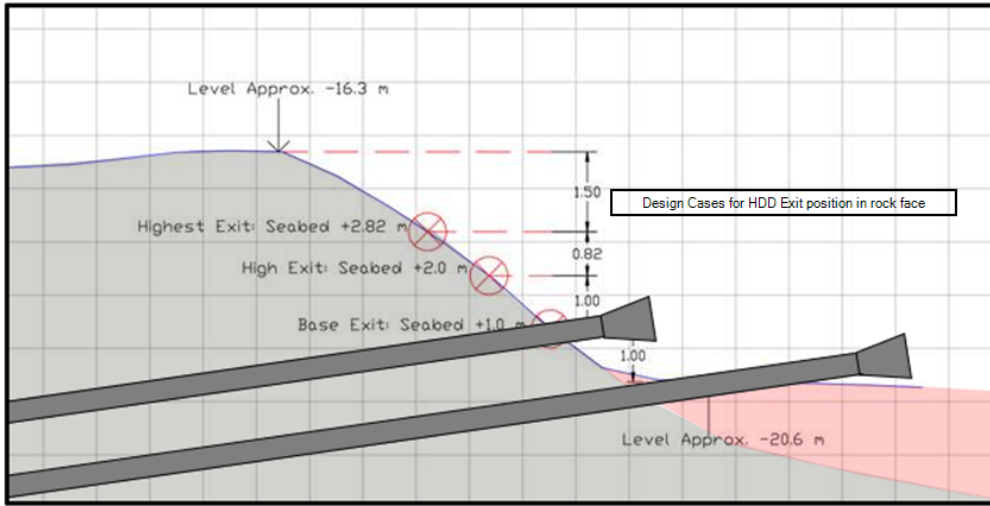 Level Approx. -16.3 m
1.50
Design Cases for HDD Exit position in rock face
Highest Exit: Seabed +2.82 m
0.82
High Exit: Seabed +2.0 m
1.00
Base Exit: Seabed +1.0 m
1.00
Level Approx. -20.6 m